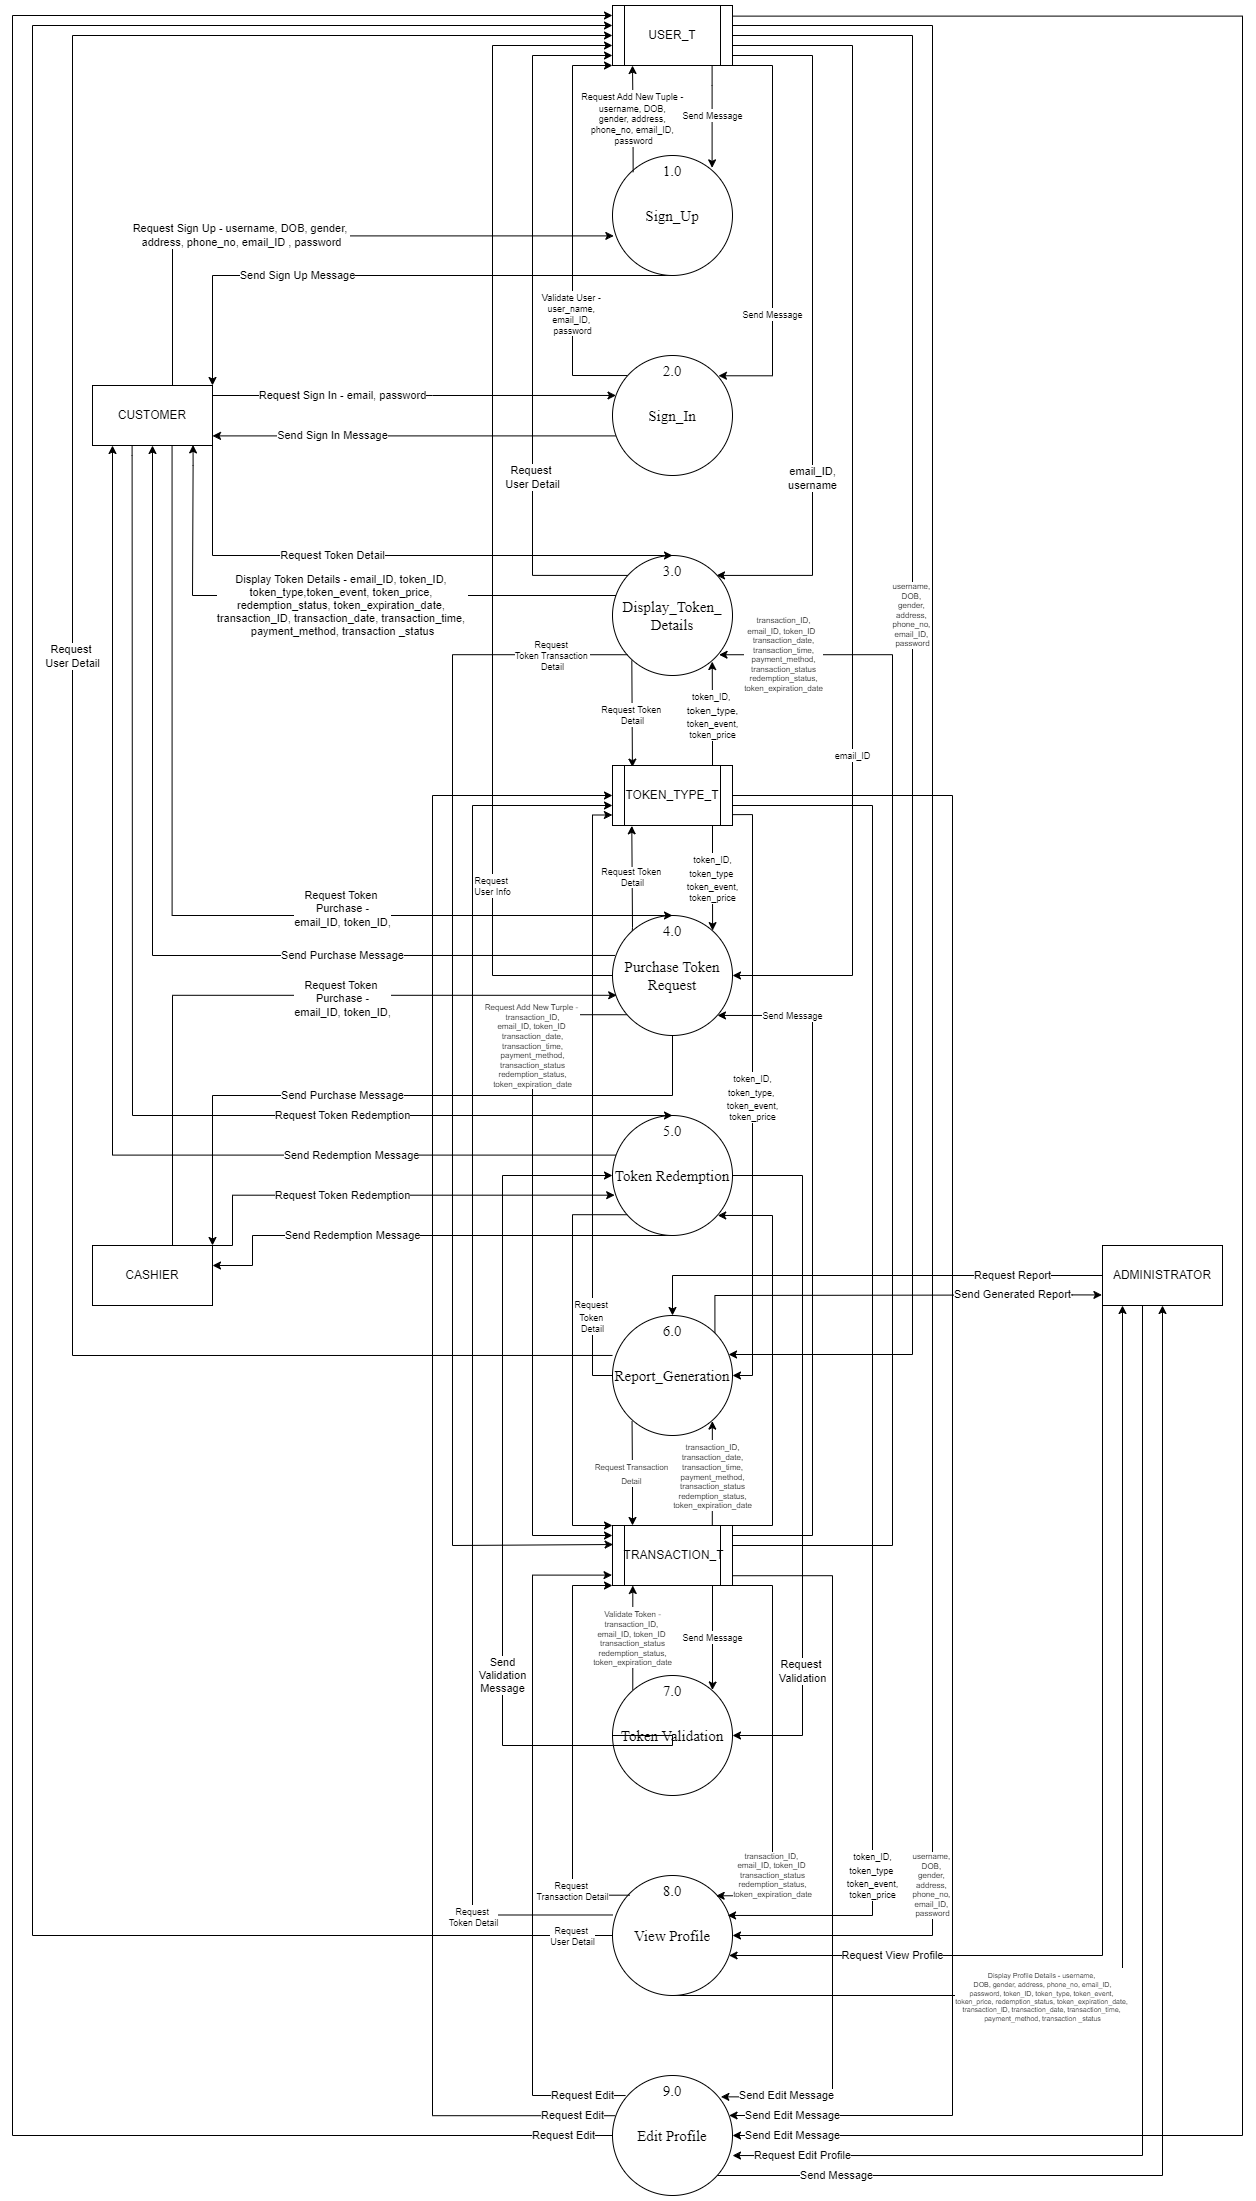 USER_T
Request Add New Tuple -
username, DOB,
gender, address,
phone_no, email_ID,
password
Send Message
1.0
Sign_Up
Request Sign Up - username, DOB, gender,
address, phone_no, email_ID , password
Send Sign Up Message
Validate User -
user_name,
email_ID,
password
Send Message
2.0
Sign_In
CUSTOMER
Request Sign In - email, password
Send Sign In Message
Request
User Detail
email_ID,
username
Request Token Detail
3.0
Display_Token_
Details
Display Token Details - email_ID, token_ID,
token_type,token_event, token_price,
redemption_status, token_expiration_date,
transaction_ID, transaction_date, transaction_time,
payment_method, transaction _status
username,
DOB,
gender,
address,
phone_no,
email_ID,
password
transaction_ID,
email_ID, token_ID
transaction_date,
transaction_time,
payment_method,
transaction_status
redemption_status,
token_expiration_date
Request
User Detail
Request
Token Transaction
Detail
Request Token
Detail
token_ID,
token_type,
token_event,
token_price
email_ID
TOKEN_TYPE_T
Request
User Info
Request Token
Detail
token_ID,
token_type
token_event,
token_price
Request Token
Purchase -
email_ID, token_ID,
4.0
Purchase Token
Request
Send Purchase Message
Request Token
Purchase -
email_ID, token_ID,
Request Add New Turple -
transaction_ID,
email_ID, token_ID
transaction_date,
transaction_time,
payment_method,
transaction_status
redemption_status,
token_expiration_date
Send Message
token_ID,
token_type,
token_event,
token_price
Send Purchase Message
Request Token Redemption
5.0
Token Redemption
Send Redemption Message
Request Token Redemption
Send Redemption Message
CASHIER
ADMINISTRATOR
Request Report
Send Generated Report
Request
Token
Detail
6.0
Report_Generation
Request Transaction
Detail
transaction_ID,
transaction_date,
transaction_time,
payment_method,
transaction_status
redemption_status,
token_expiration_date
TRANSACTION_T
Validate Token -
transaction_ID,
email_ID, token_ID
transaction_status
redemption_status,
token_expiration_date
Send Message
Send
Validation
Message
Request
Validation
7.0
Token Validation
transaction_ID,
email_ID, token_ID
transaction_status
redemption_status,
token_expiration_date
token_ID,
token_type
token_event,
token_price
username,
DOB,
gender,
address,
phone_no,
email_ID,
password
Request
Transaction Detail
Request
Token Detail
Request
User Detail
8.0
View Profile
Request View Profile
Display Profile Details - username,
DOB, gender, address, phone_no, email_ID,
password, token_ID, token_type, token_event,
token_price, redemption_status, token_expiration_date,
transaction_ID, transaction_date, transaction_time,
payment_method, transaction _status
9.0
Edit Profile
Request Edit
Request Edit
Request Edit
Send Edit Message
Send Edit Message
Send Edit Message
Request Edit Profile
Send Message